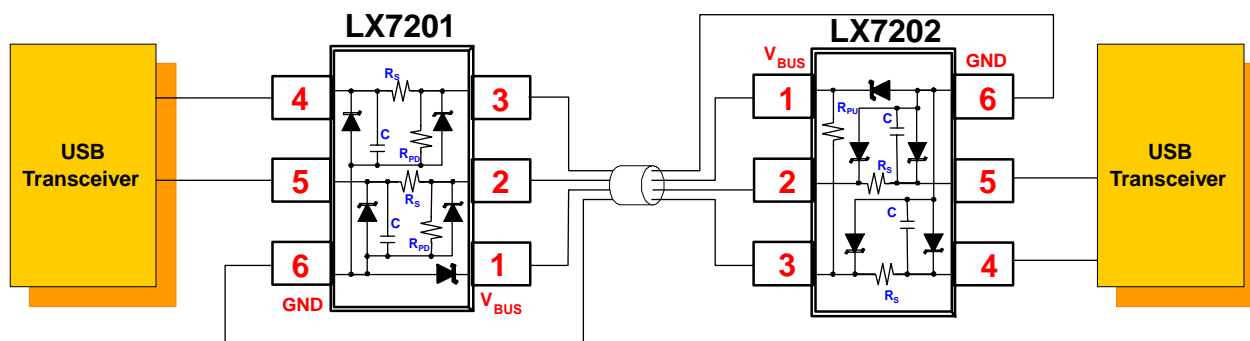 LX7201
LX7202
USB
Transceiver
4
5
6
GND
R_S
C
R_PD
R_S
C
R_PD
3
2
1
V_BUS
V_BUS
1
2
3
R_PU
C
R_S
C
R_S
GND
6
5
4
USB
Transceiver